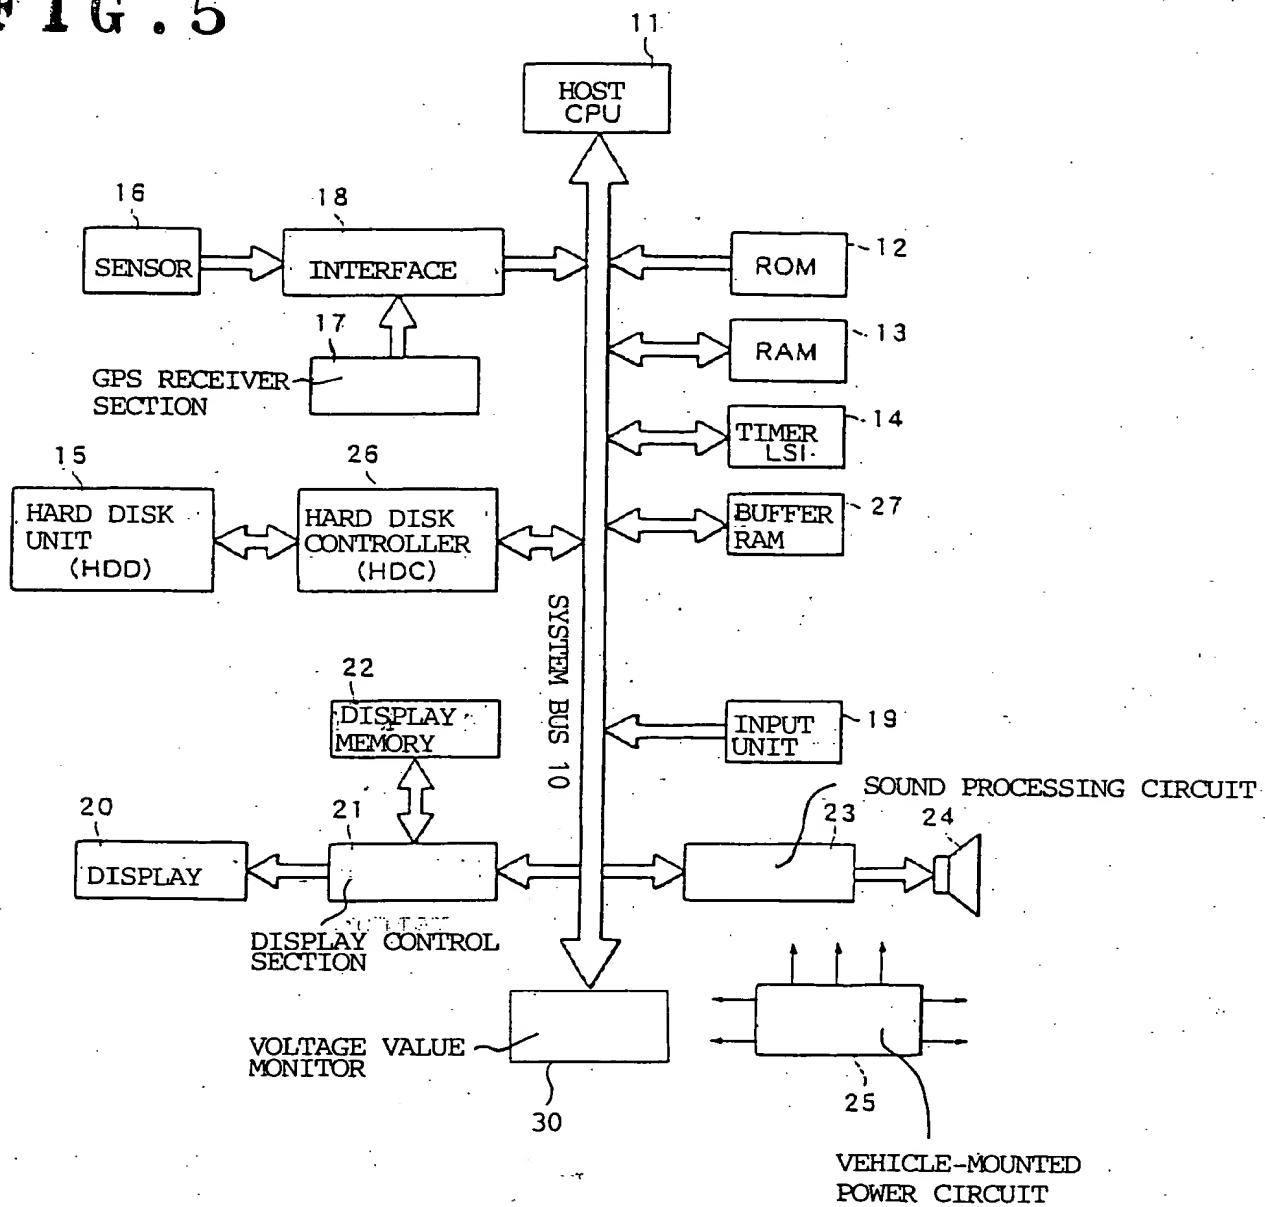 FIG.5
11
HOST
CPU
16
18
SENSOR
INTERFACE
ROM
12
17
GPS RECEIVER
SECTION
RAM
13
TIMER
LSI
14
15
26
HARD DISK
UNIT
(HDD)
HARD DISK
CONTROLLER
(HDC)
BUFFER
RAM
27
SYSTEM BUS 10
22
DISPLAY
MEMORY
INPUT
UNIT
19
SOUND PROCESSING CIRCUIT
20
21
23
24
DISPLAY
DISPLAY CONTROL
SECTION
VOLTAGE VALUE
MONITOR
30
25
VEHICLE-MOUNTED
POWER CIRCUIT